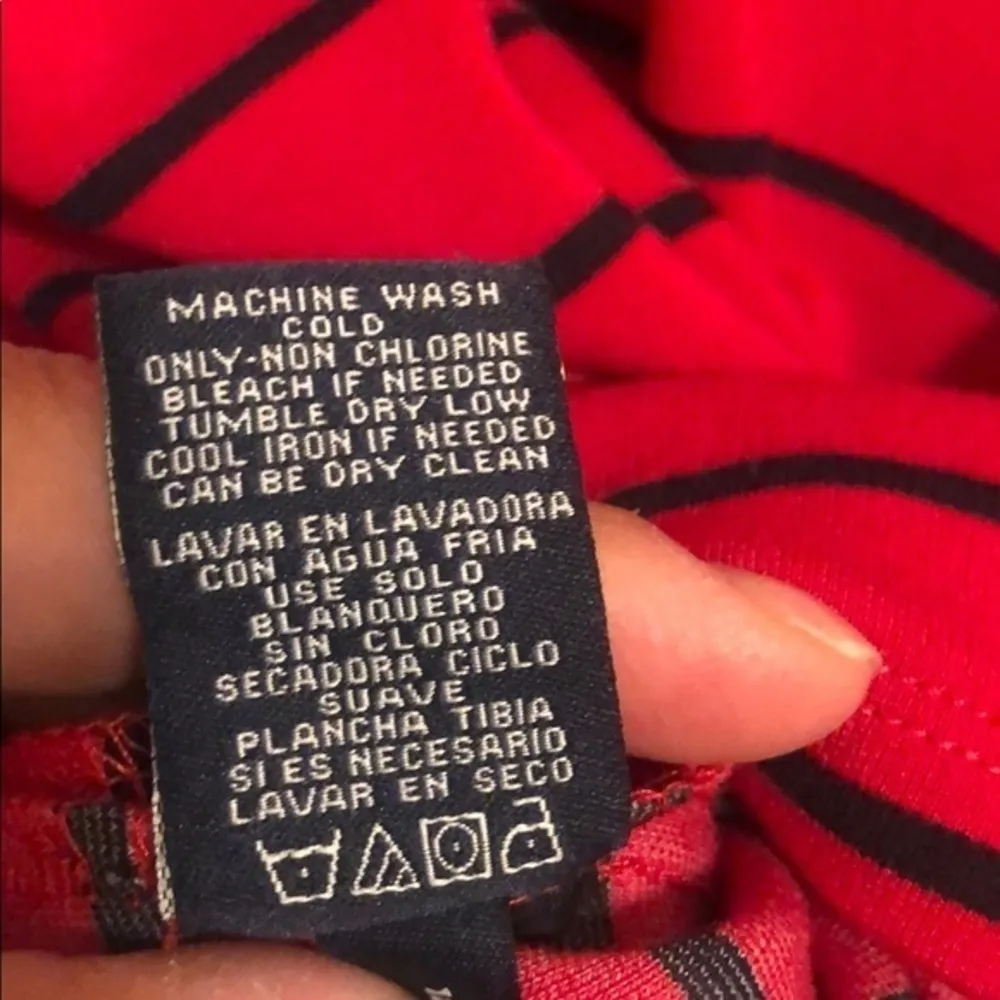 MACHINE WASH
COLD
ONLY-NON CHLORINE
BLEACH IF NEEDED
TUMBLE DRY LOW
COOL IRON IF NEEDED
CAN BE DRY CLEAN
LAVAR EN LAVADORA
CON AGUA FRIA
USE SOLO
BLANQUERO
SIN CLORO
SECADORA CICLO
SUAVE
PLANCHA TIBIA
SI ES NECESARIO
LAVAR EN SECO